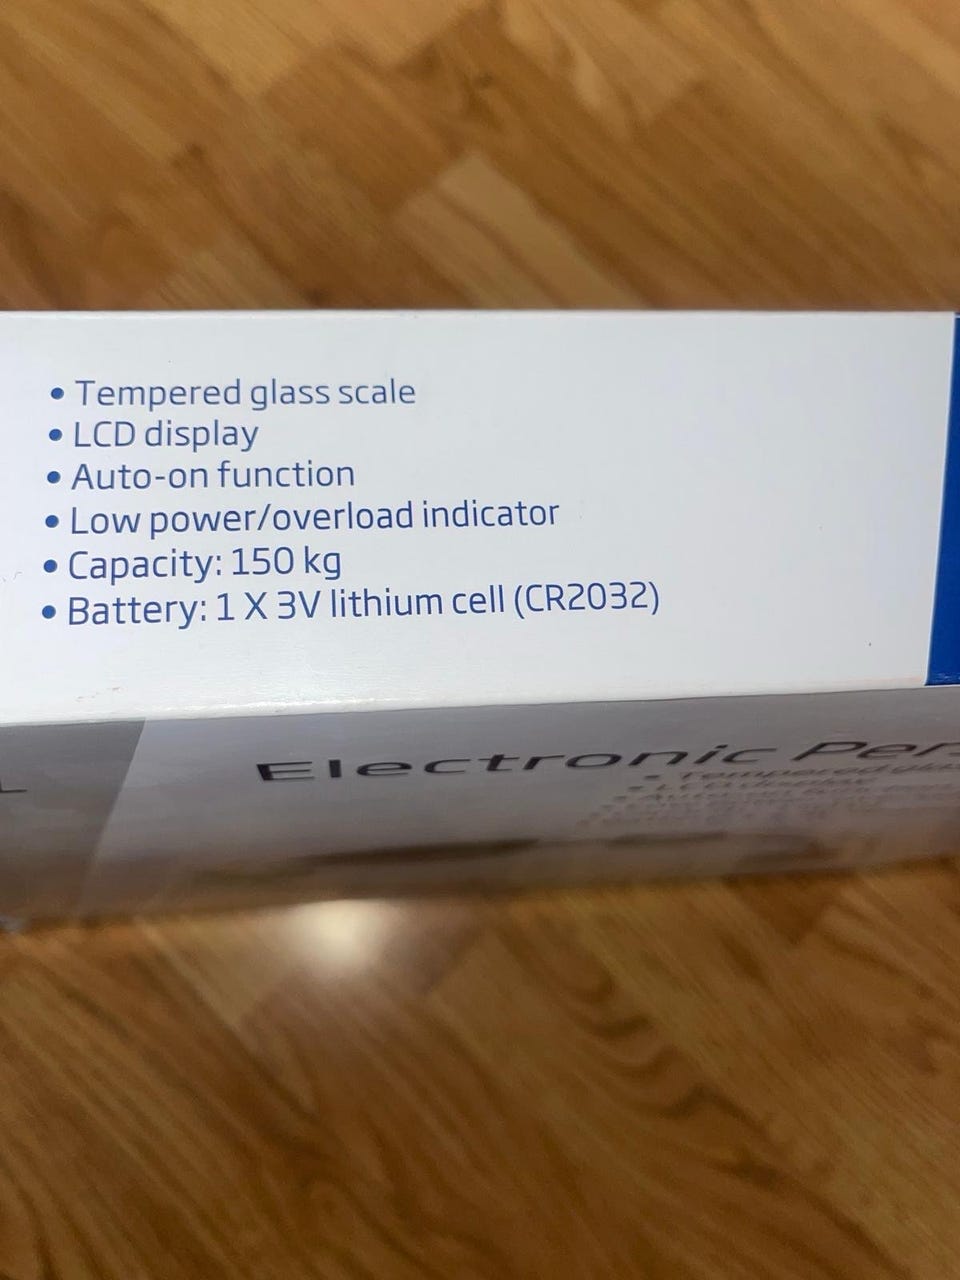 • Tempered glass scale
• LCD display
• Auto-on function
• Low power/overload indicator
• Capacity: 150 kg
• Battery: 1 X 3V lithium cell (CR2032)
Electronic